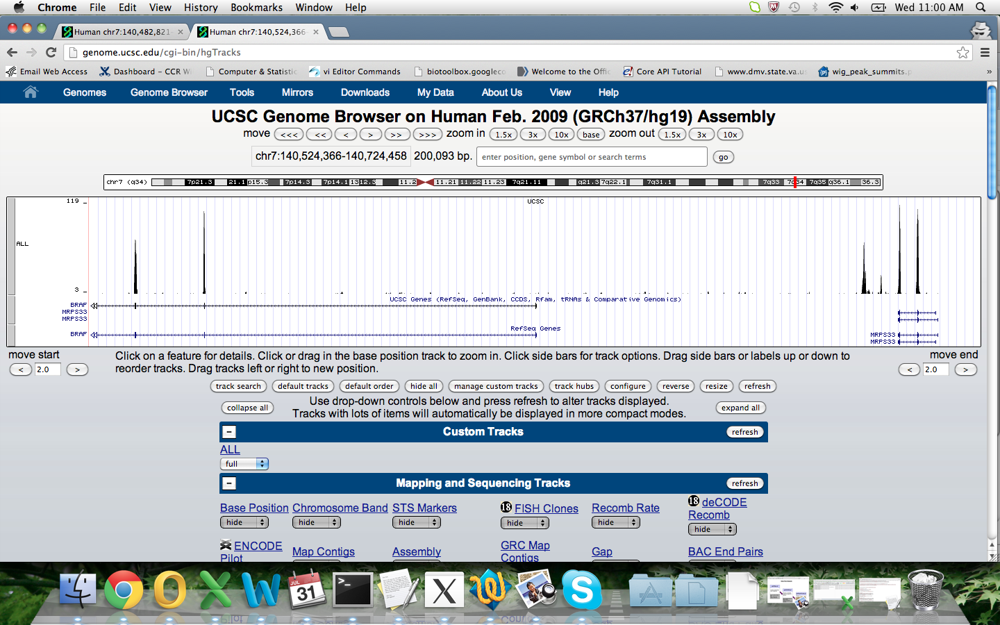 Chrome File Edit View History Bookmarks Window Help Wed 11:00 AM
Human chr7:140,482,821- Human chr7:140,524,366-
genome.ucsc.edu/cgi-bin/hgTracks
Email Web Access Dashboard – CCR W Computer & Statistic vi Editor Commands biotoolbox.googleco Welcome to the Offic Core API Tutorial www.dmv.state.va.us wig_peak_summits.p »
Genomes Genome Browser Tools Mirrors Downloads My Data About Us View Help
UCSC Genome Browser on Human Feb. 2009 (GRCh37/hg19) Assembly
move <<< << < > >> >>> zoom in 1.5x 3x 10x base zoom out 1.5x 3x 10x
chr7:140,524,366-140,724,458 200,093 bp. enter position, gene symbol or search terms go
chr7 (q34) 7p21.3 21.1 p15.3 7p14.3 7p14.1 13 12.3 11.2 11.21 11.22 11.23 7q21.11 q21.3 7q22.1 7q31.1 7q33 7q34 7q35 q36.1 36.3
119 _ UCSC
ALL
3 _
UCSC Genes (RefSeq, GenBank, CCDS, Rfam, tRNAs & Comparative Genomics)
BRAF
MRPS33
MRPS33
RefSeq Genes
BRAF MRPS33
MRPS33
move start Click on a feature for details. Click or drag in the base position track to zoom in. Click side bars for track options. Drag side bars or labels up or down to move end
< 2.0 > reorder tracks. Drag tracks left or right to new position. < 2.0 >
track search default tracks default order hide all manage custom tracks track hubs configure reverse resize refresh
collapse all Use drop-down controls below and press refresh to alter tracks displayed. expand all
Tracks with lots of items will automatically be displayed in more compact modes.
- Custom Tracks refresh
ALL
full
- Mapping and Sequencing Tracks refresh
Base Position Chromosome Band STS Markers 18 FISH Clones Recomb Rate 18 deCODE Recomb
hide hide hide hide hide hide
ENCODE Pilot Map Contigs Assembly GRC Map Contigs Gap BAC End Pairs
JUL 31